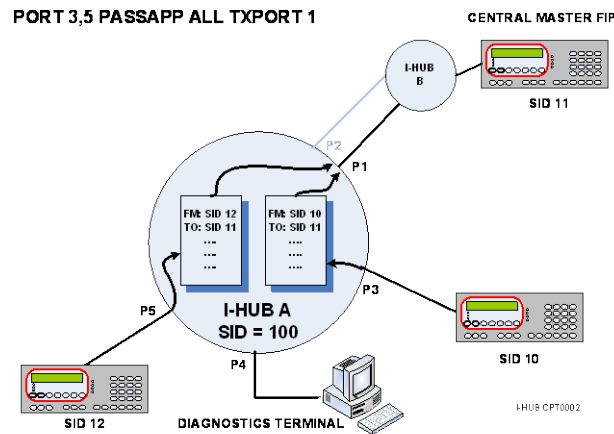 PORT 3,5 PASSAPP ALL TXPORT 1
CENTRAL MASTER FIP
I-HUB
B
SID 11
P2
P1
FM: SID 12
TO: SID 11
....
....
....
FM: SID 10
TO: SID 11
....
....
....
P3
P5
I-HUB A
SID = 100
P4
SID 10
SID 12
DIAGNOSTICS TERMINAL
I-HUB CPT0002